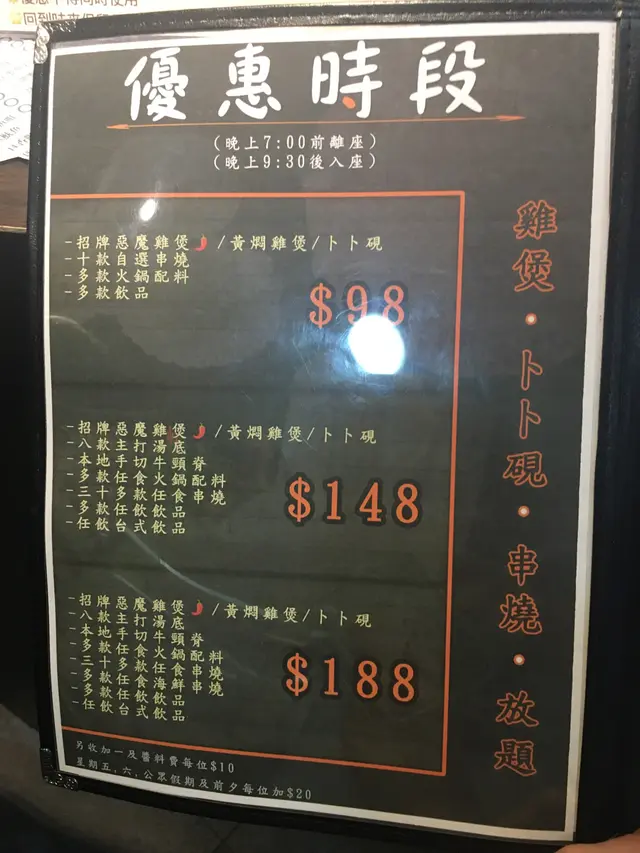 優惠時段
(晚上7:00前離座)
(晚上9:30後入座)
-招牌惡魔雞煲🌶/黃燜雞煲/卜卜硯
-十款自選串燒
-多款火鍋配料
-多款飲品
$98
-招牌惡魔雞煲🌶/黃燜雞煲/卜卜硯
-八款主打湯底
-本地手切牛頸脊
-多款任食火鍋配料
-三十多款任食串燒
-多款任飲飲品
-任飲台式飲品
$148
-招牌惡魔雞煲🌶/黃燜雞煲/卜卜硯
-八款主打湯底
-本地手切牛頸脊
-多款任食火鍋配料
-三十多款任食串燒
-多款任食海鮮串燒
-多款任飲飲品
-任飲台式飲品
$188
另收加一及醬料費每位$10
星期五,六,公眾假期及前夕每位加$20
雞煲·卜卜硯·串燒·放題